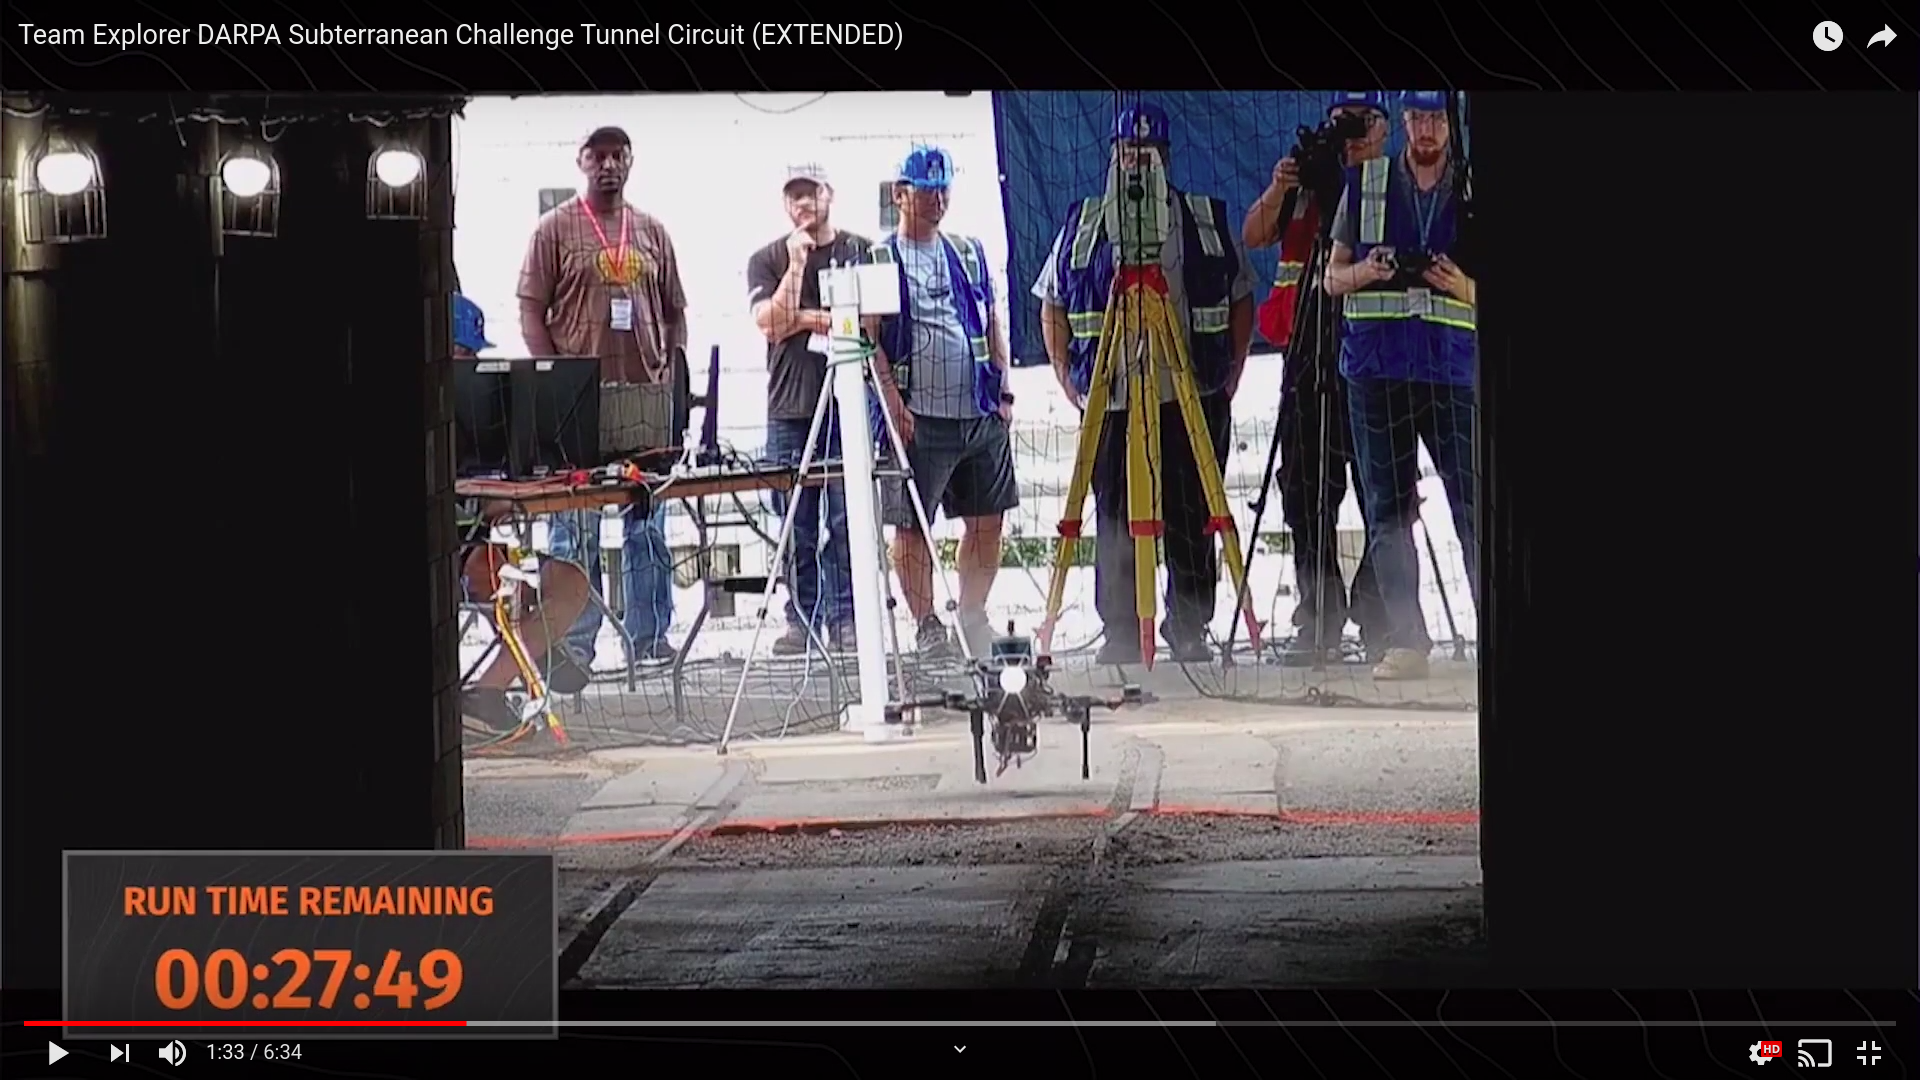 Team Explorer DARPA Subterranean Challenge Tunnel Circuit (EXTENDED)
RUN TIME REMAINING
00:27:49
1:33 / 6:34
HD